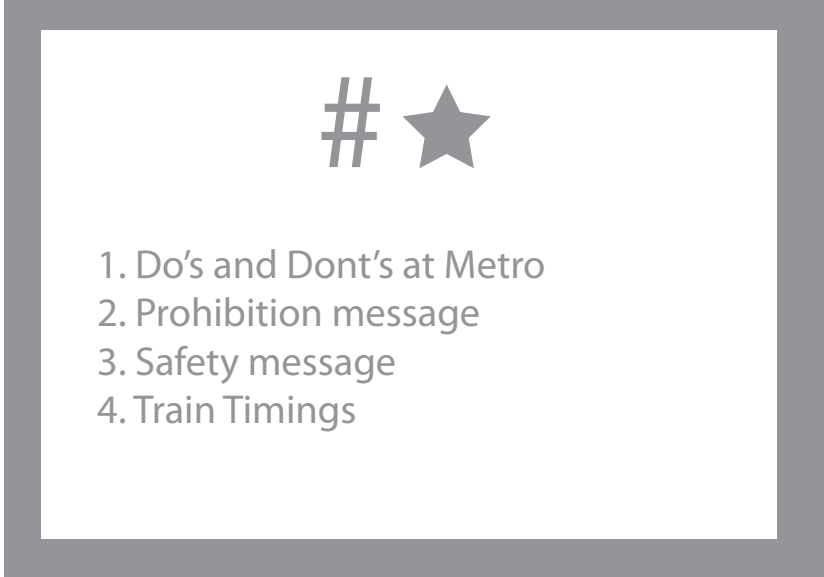 # ★
1. Do's and Dont's at Metro
2. Prohibition message
3. Safety message
4. Train Timings